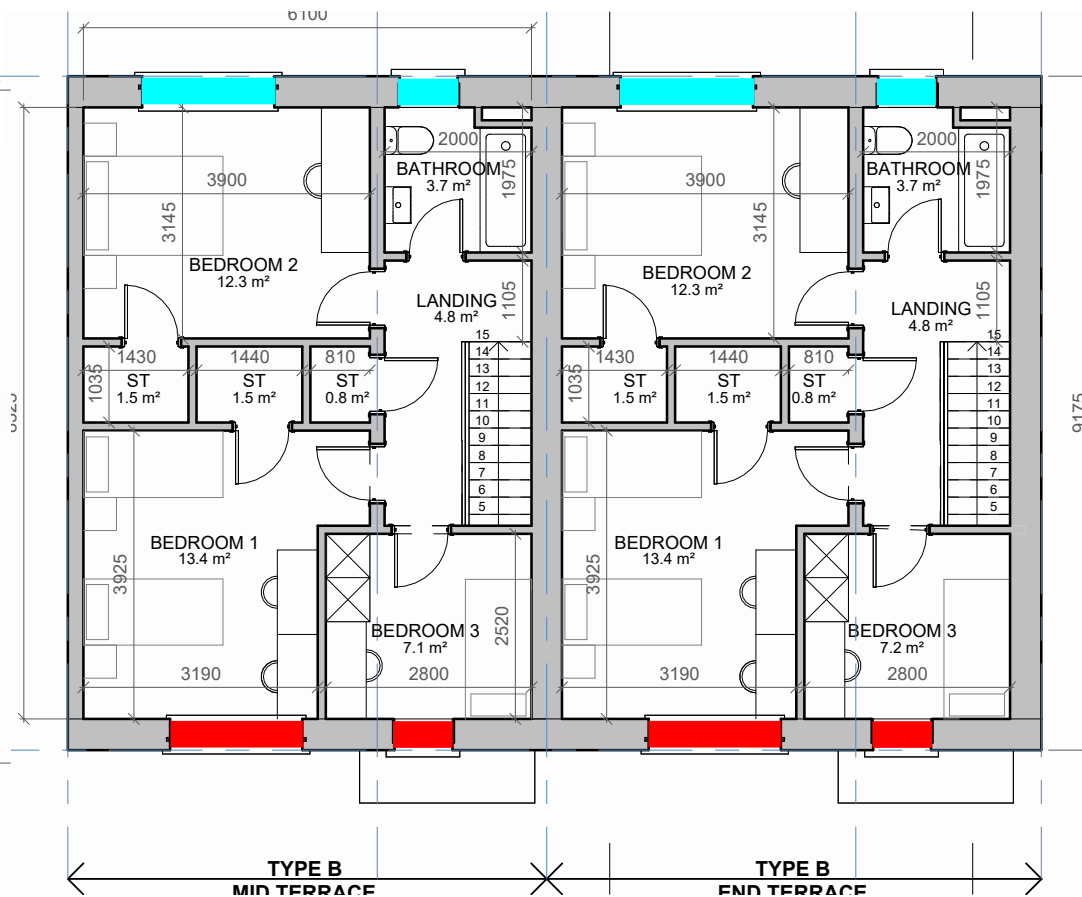 6100
2000
2000
BATHROOM
3.7 m²
1975
BATHROOM
3.7 m²
1975
3900
3900
3145
3145
BEDROOM 2
12.3 m²
BEDROOM 2
12.3 m²
LANDING
4.8 m²
1105
LANDING
4.8 m²
1105
1430
1440
810
1430
1440
810
1035
ST
1.5 m²
ST
1.5 m²
ST
0.8 m²
1035
ST
1.5 m²
ST
1.5 m²
ST
0.8 m²
15
14
13
12
11
10
9
8
7
6
5
15
14
13
12
11
10
9
8
7
6
5
9175
BEDROOM 1
13.4 m²
BEDROOM 1
13.4 m²
3925
3925
BEDROOM 3
7.1 m²
2520
BEDROOM 3
7.2 m²
3190
2800
3190
2800
TYPE B
MID TERRACE
TYPE B
END TERRACE